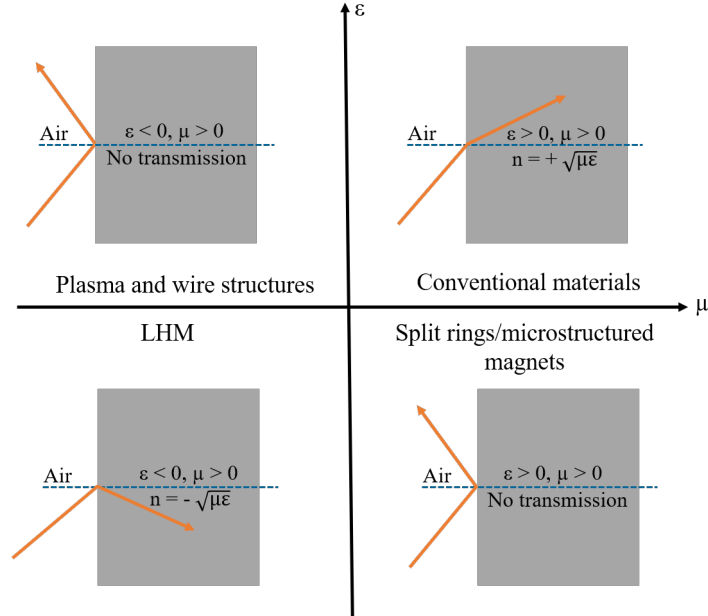 ε
Air
ε < 0, μ > 0
No transmission
Air
ε > 0, μ > 0
n = + √με
Plasma and wire structures
Conventional materials
μ
LHM
Split rings/microstructured
magnets
Air
ε < 0, μ > 0
n = - √με
Air
ε > 0, μ > 0
No transmission